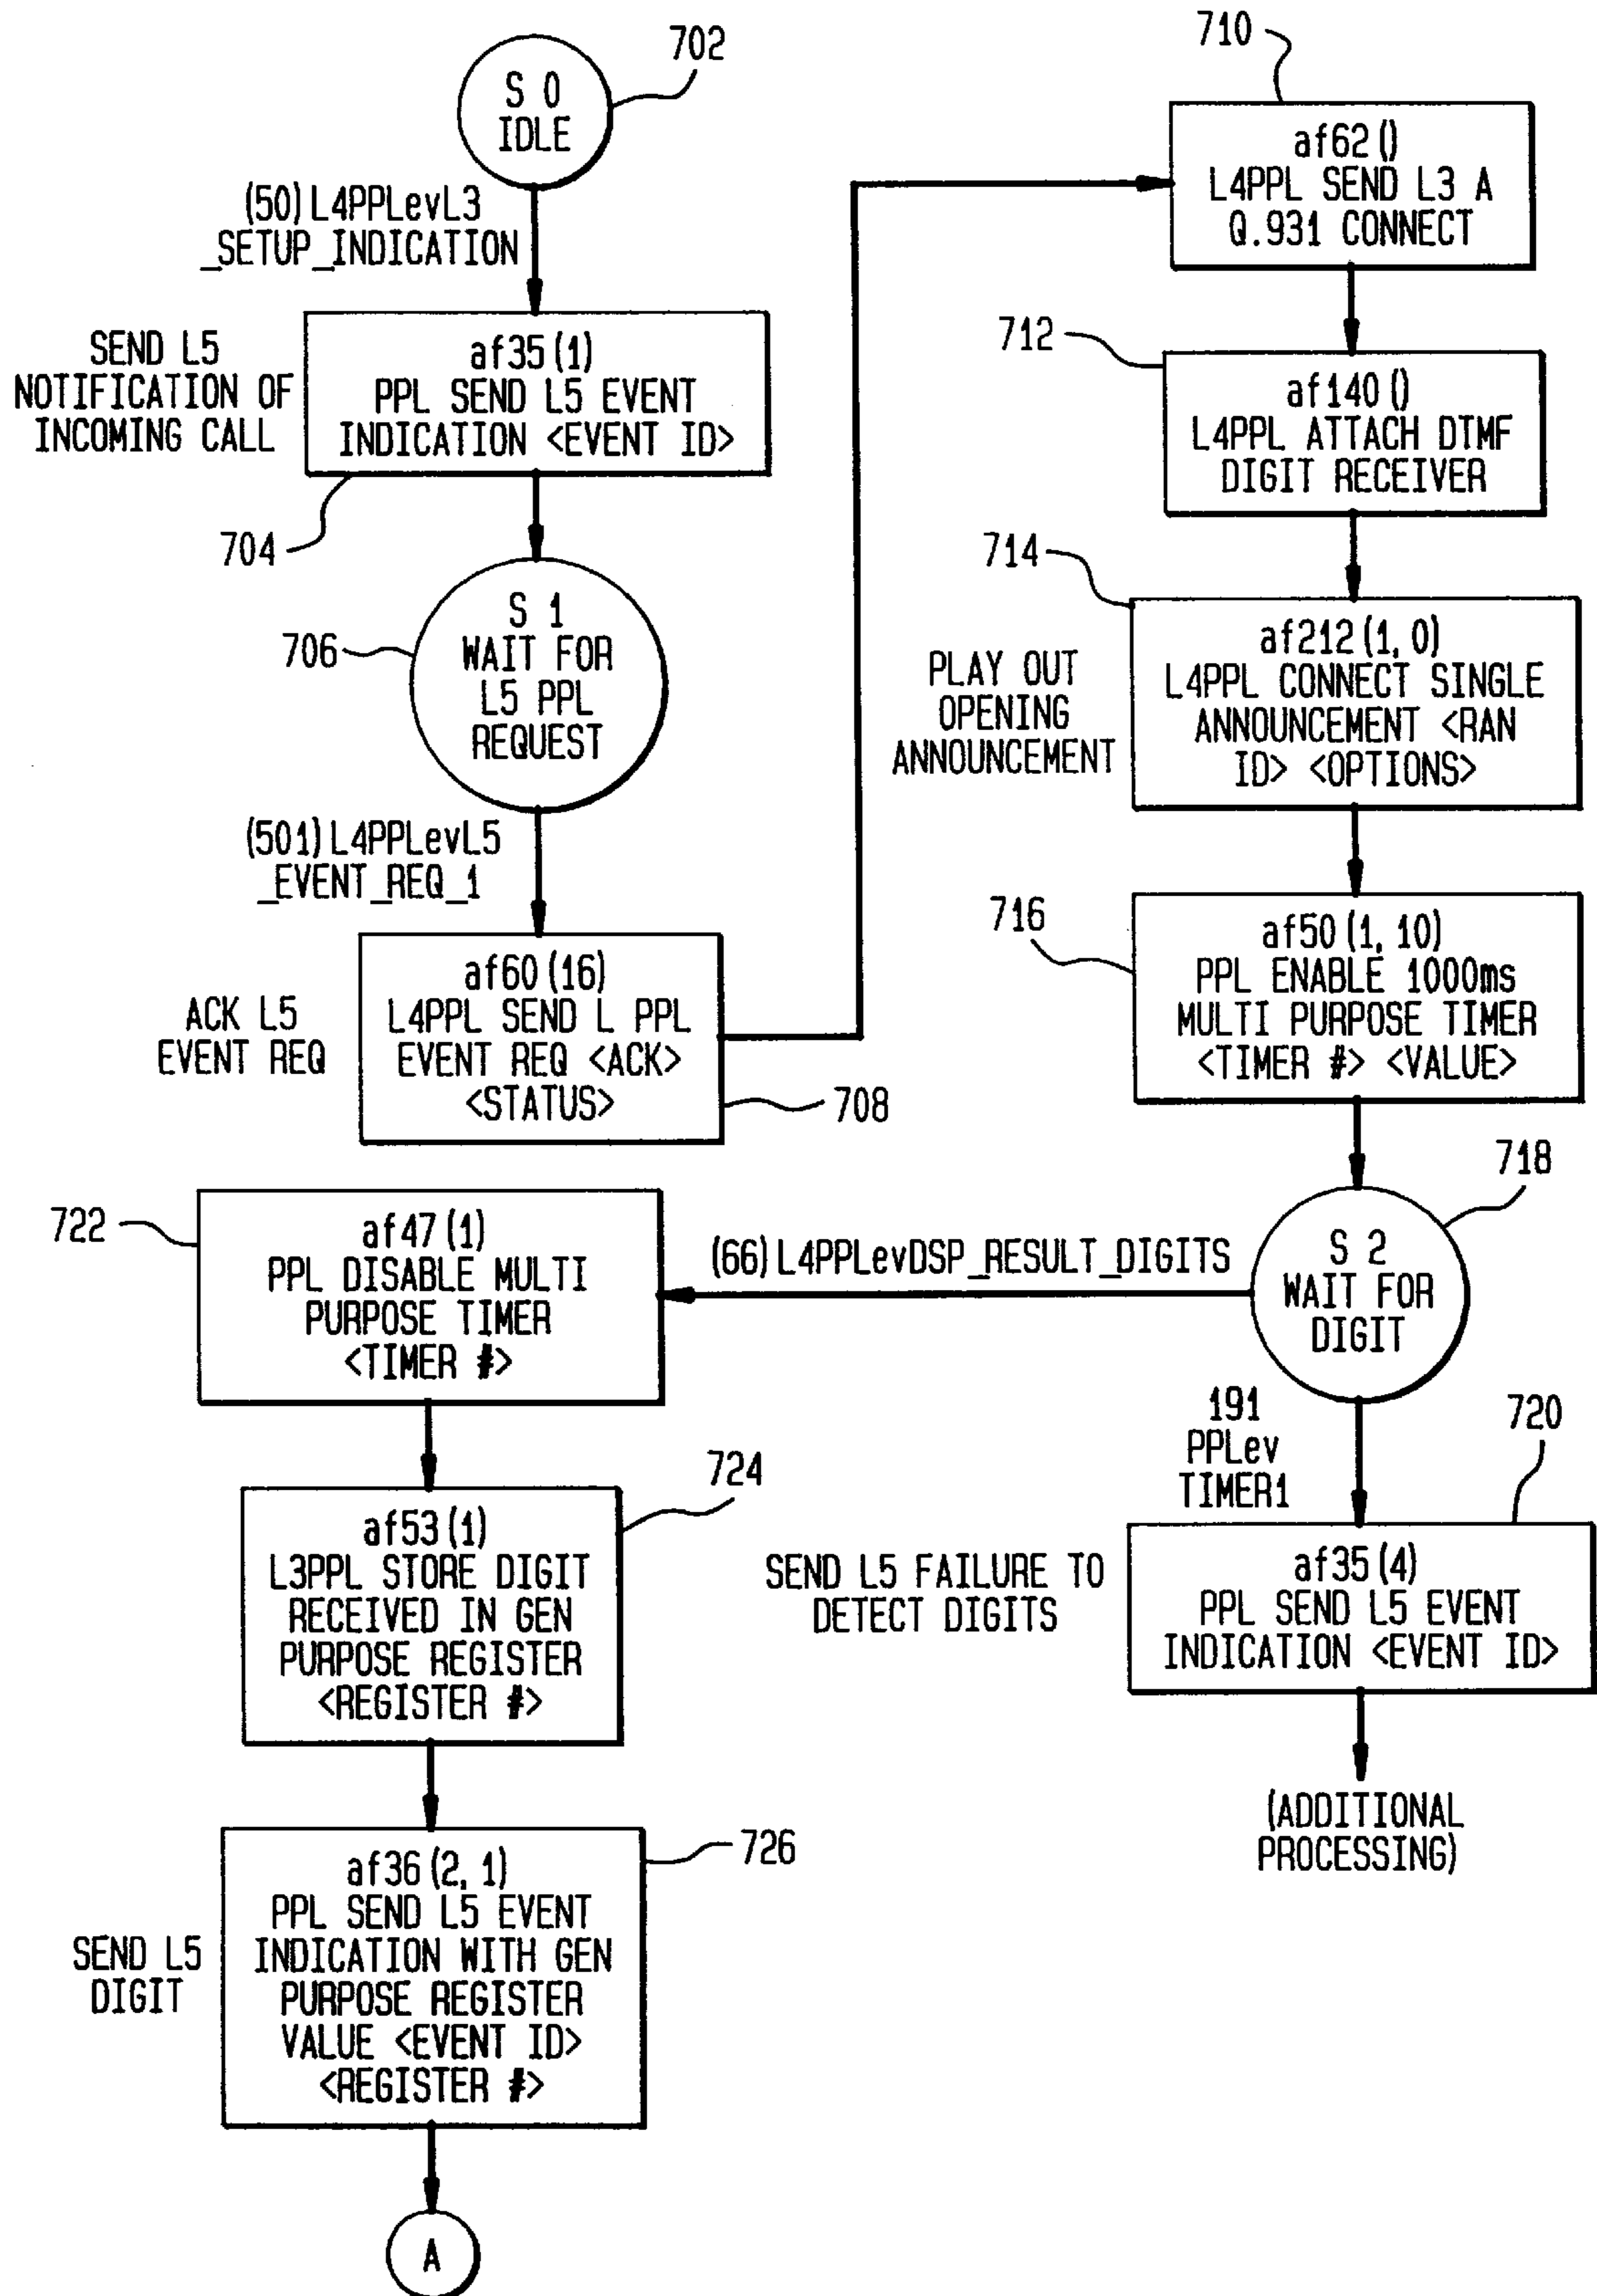 702
S 0
IDLE
(50)L4PPLevL3
_SETUP_INDICATION
SEND L5
NOTIFICATION OF
INCOMING CALL
af35(1)
PPL SEND L5 EVENT
INDICATION <EVENT ID>
704
706
S 1
WAIT FOR
L5 PPL
REQUEST
(501)L4PPLevL5
_EVENT_REQ_1
ACK L5
EVENT REQ
af60(16)
L4PPL SEND L PPL
EVENT REQ <ACK>
<STATUS>
708
710
af62()
L4PPL SEND L3 A
Q.931 CONNECT
712
af140()
L4PPL ATTACH DTMF
DIGIT RECEIVER
714
PLAY OUT
OPENING
ANNOUNCEMENT
af212(1,0)
L4PPL CONNECT SINGLE
ANNOUNCEMENT <RAN
ID> <OPTIONS>
716
af50(1,10)
PPL ENABLE 1000ms
MULTI PURPOSE TIMER
<TIMER #> <VALUE>
718
S 2
WAIT FOR
DIGIT
(66)L4PPLevDSP_RESULT_DIGITS
191
PPLev
TIMER1
720
SEND L5 FAILURE TO
DETECT DIGITS
af35(4)
PPL SEND L5 EVENT
INDICATION <EVENT ID>
(ADDITIONAL
PROCESSING)
722
af47(1)
PPL DISABLE MULTI
PURPOSE TIMER
<TIMER #>
724
af53(1)
L3PPL STORE DIGIT
RECEIVED IN GEN
PURPOSE REGISTER
<REGISTER #>
726
SEND L5
DIGIT
af36(2,1)
PPL SEND L5 EVENT
INDICATION WITH GEN
PURPOSE REGISTER
VALUE <EVENT ID>
<REGISTER #>
A